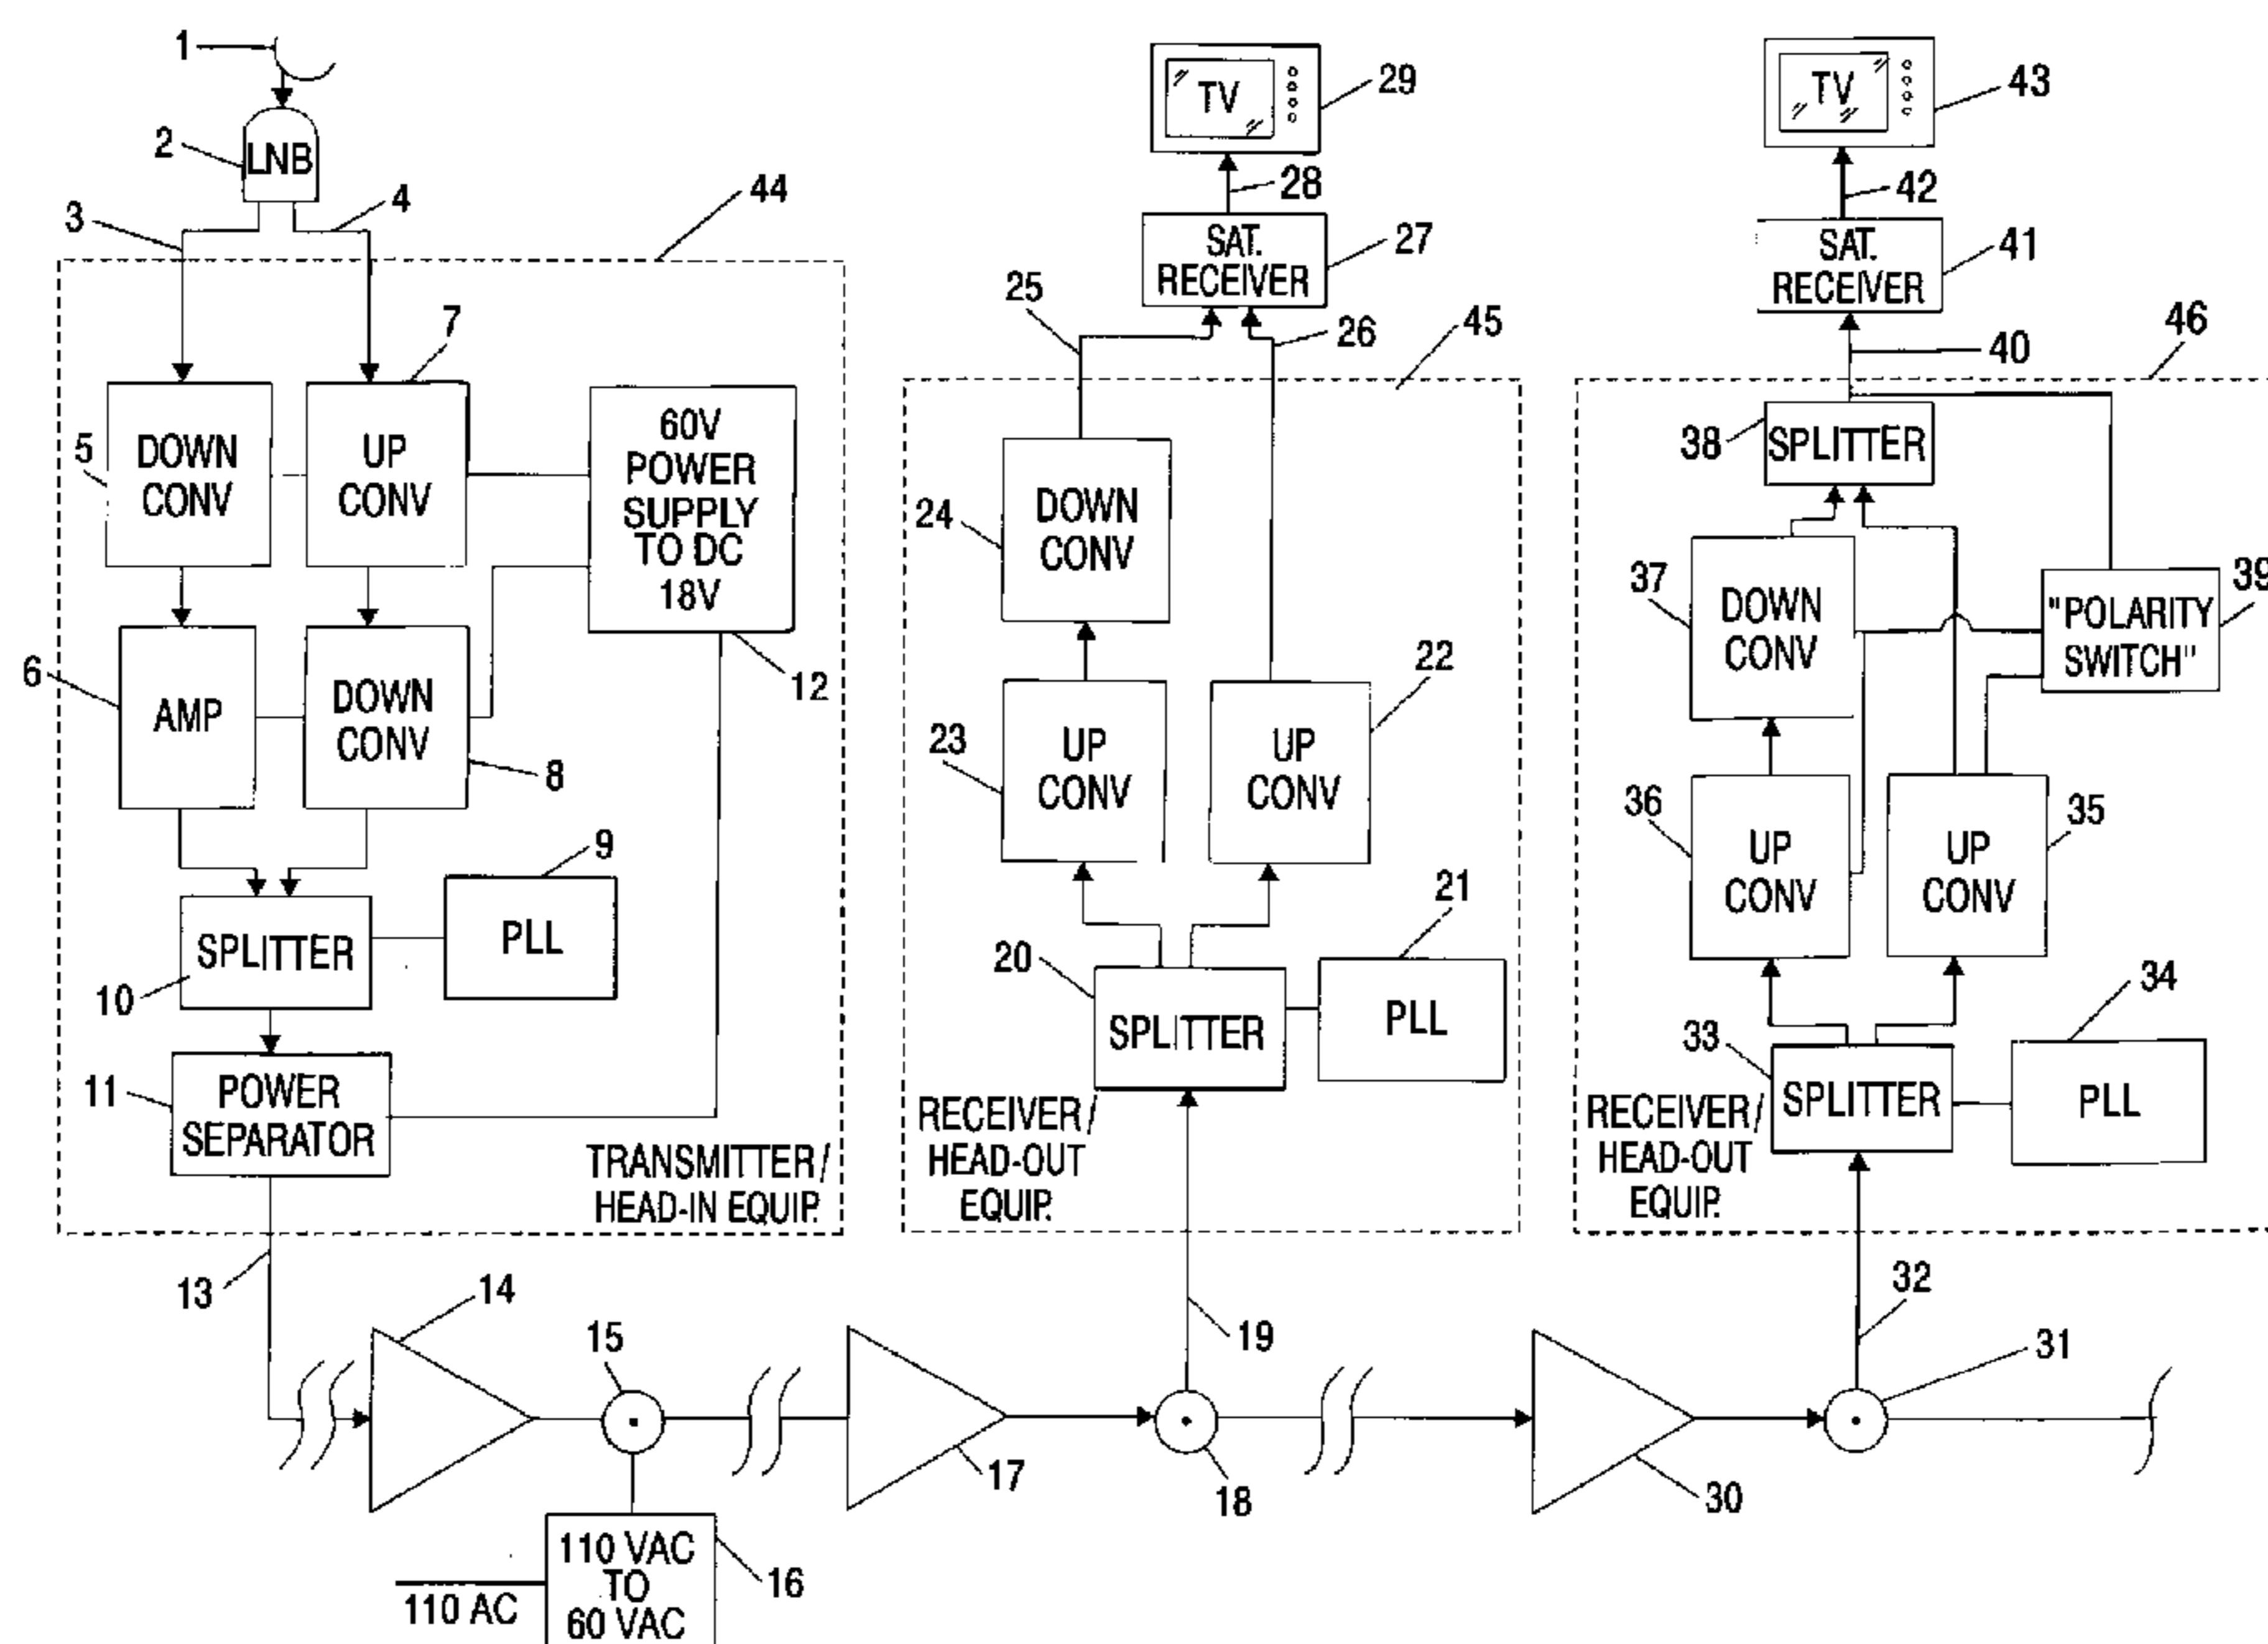 1
2
LNB
3
4
44
5
DOWN
CONV
7
UP
CONV
60V
POWER
SUPPLY
TO DC
18V
12
6
AMP
DOWN
CONV
8
9
PLL
SPLITTER
10
11
POWER
SEPARATOR
TRANSMITTER/
HEAD-IN EQUIP.
13
14
15
16
110 AC
110 VAC
TO
60 VAC
17
18
19
TV
29
28
SAT.
RECEIVER
27
25
26
45
24
DOWN
CONV
23
UP
CONV
22
UP
CONV
21
PLL
20
SPLITTER
RECEIVER/
HEAD-OUT
EQUIP.
30
31
32
TV
43
42
SAT.
RECEIVER
41
40
46
38
SPLITTER
37
DOWN
CONV
"POLARITY
SWITCH"
39
36
UP
CONV
35
UP
CONV
34
PLL
33
SPLITTER
RECEIVER/
HEAD-OUT
EQUIP.